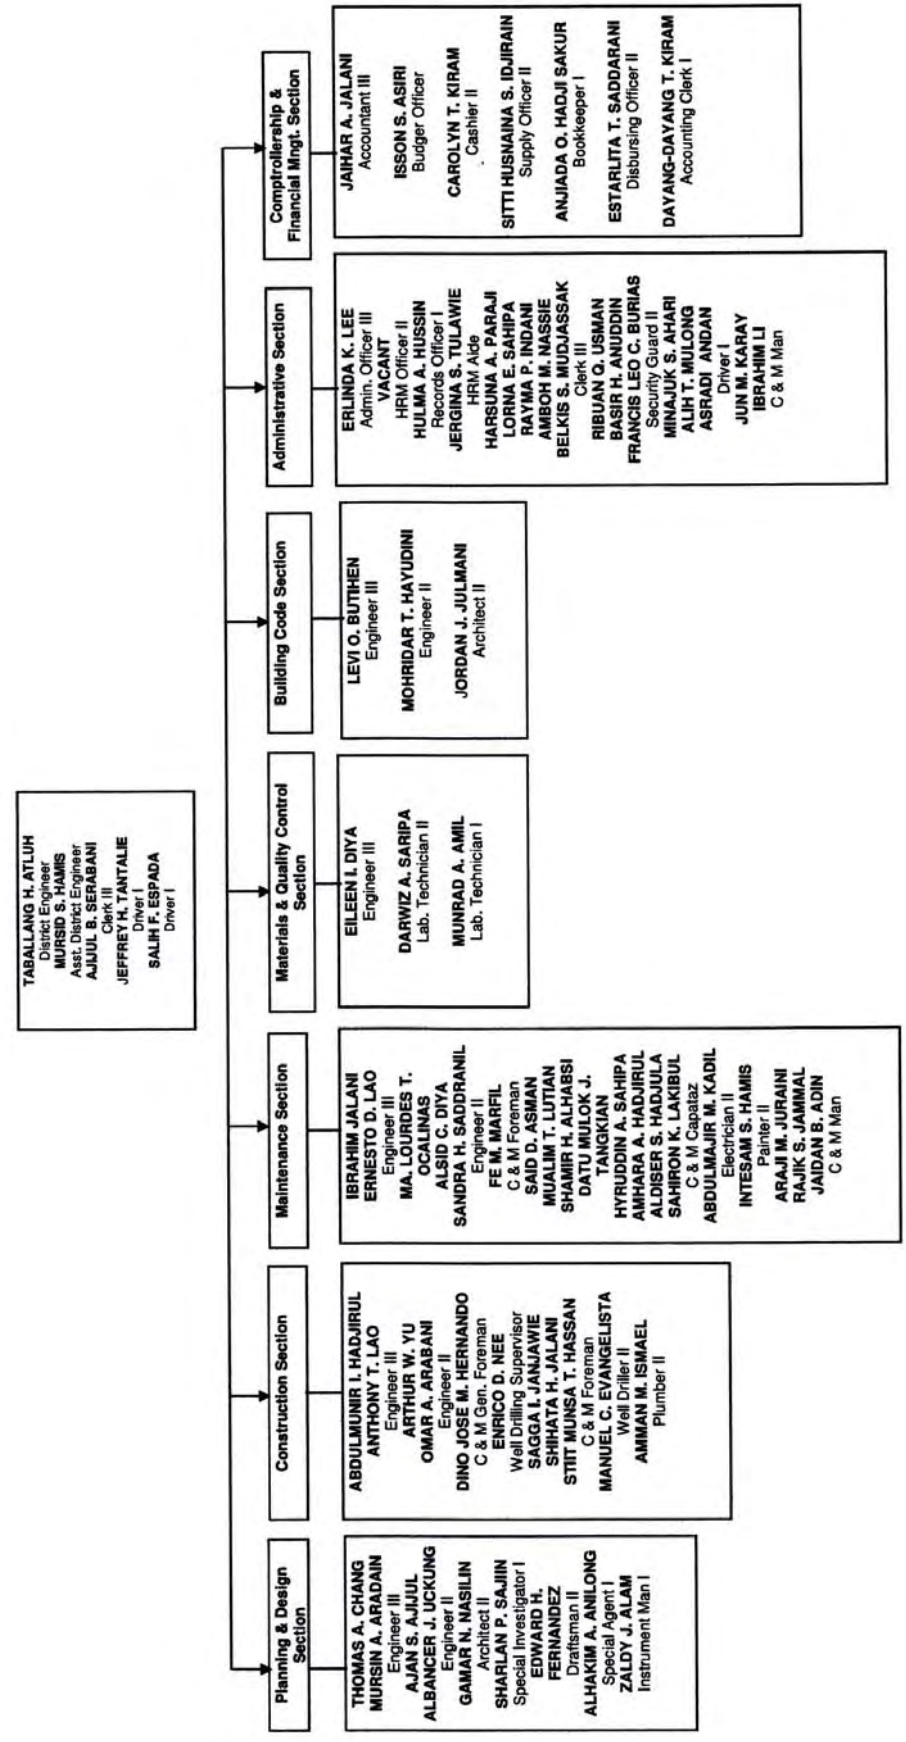 TABALLANG H. ATLUH
District Engineer
MURSID S. HAMIS
Asst. District Engineer
AJIJUL B. SERABANI
Clerk III
JEFFREY H. TANTALIE
Driver I
SALIH F. ESPADA
Driver I
Planning & Design
Section
THOMAS A. CHANG
MURSIN A. ARADAIN
Engineer III
AJAN S. AJIJUL
ALBANCER J. UCKUNG
Engineer II
GAMAR N. NASILIN
Architect II
SHARLAN P. SAJIIN
Special Investigator I
EDWARD H.
FERNANDEZ
Draftsman II
ALHAKIM A. ANILONG
Special Agent I
ZALDY J. ALAM
Instrument Man I
Construction Section
ABDULMUNIR I. HADJIRUL
ANTHONY T. LAO
Engineer III
ARTHUR W. YU
OMAR A. ARABANI
Engineer II
DINO JOSE M. HERNANDO
C & M Gen. Foreman
ENRICO D. NEE
Well Drilling Supervisor
SAGGA I. JANJAWIE
SHIHATA H. JALANI
STIIT MUNSA T. HASSAN
C & M Foreman
MANUEL C. EVANGELISTA
Well Driller II
AMMAN M. ISMAEL
Plumber II
Maintenance Section
IBRAHIM JALANI
ERNESTO D. LAO
Engineer III
MA. LOURDES T.
OCALINAS
ALSID C. DIYA
SANDRA H. SADDRANIL
Engineer II
FE M. MARFIL
C & M Foreman
SAID D. ASMAN
MUALIM T. LUTIAN
SHAMIR H. ALHABSI
DATU MULOK J.
TANGKIAN
HYRUDDIN A. SAHIPA
AMHARA A. HADJIRUL
ALDISER S. HADJULA
SAHIRON K. LAKIBUL
C & M Capataz
ABDULMAJIR M. KADIL
Electrician II
INTESAM S. HAMIS
Painter II
ARAJI M. JURAINI
RAJIK S. JAMMAL
JAIDAN B. ADIN
C & M Man
Materials & Quality Control
Section
EILEEN I. DIYA
Engineer III
DARWIZ A. SARIPA
Lab. Technician II
MUNRAD A. AMIL
Lab. Technician I
Building Code Section
LEVI O. BUTIHEN
Engineer III
MOHRIDAR T. HAYUDINI
Engineer II
JORDAN J. JULMANI
Architect II
Administrative Section
ERLINDA K. LEE
Admin. Officer III
VACANT
HRM Officer II
HULMA A. HUSSIN
Records Officer I
JERGINA S. TULAWIE
HRM Aide
HARSUNA A. PARAJI
LORNA E. SAHIPA
RAYMA P. INDANI
AMBOH M. NASSIE
BELKIS S. MUDJASSAK
Clerk III
RIBUAN Q. USMAN
BASIR H. ANUDDIN
FRANCIS LEO C. BURIAS
Security Guard II
MINAJUK S. AHARI
ALIH T. MULONG
ASRADI ANDAN
Driver I
JUN M. KARAY
IBRAHIM LI
C & M Man
Comptrollership &
Financial Mngt. Section
JAIHAR A. JALANI
Accountant III
ISSON S. ASIRI
Budger Officer
CAROLYN T. KIRAM
Cashier II
SITTI HUSNAINA S. IDJIRAIN
Supply Officer II
ANJIADA O. HADJI SAKUR
Bookkeeper I
ESTARLITA T. SADDARANI
Disbursing Officer II
DAYANG-DAYANG T. KIRAM
Accounting Clerk I